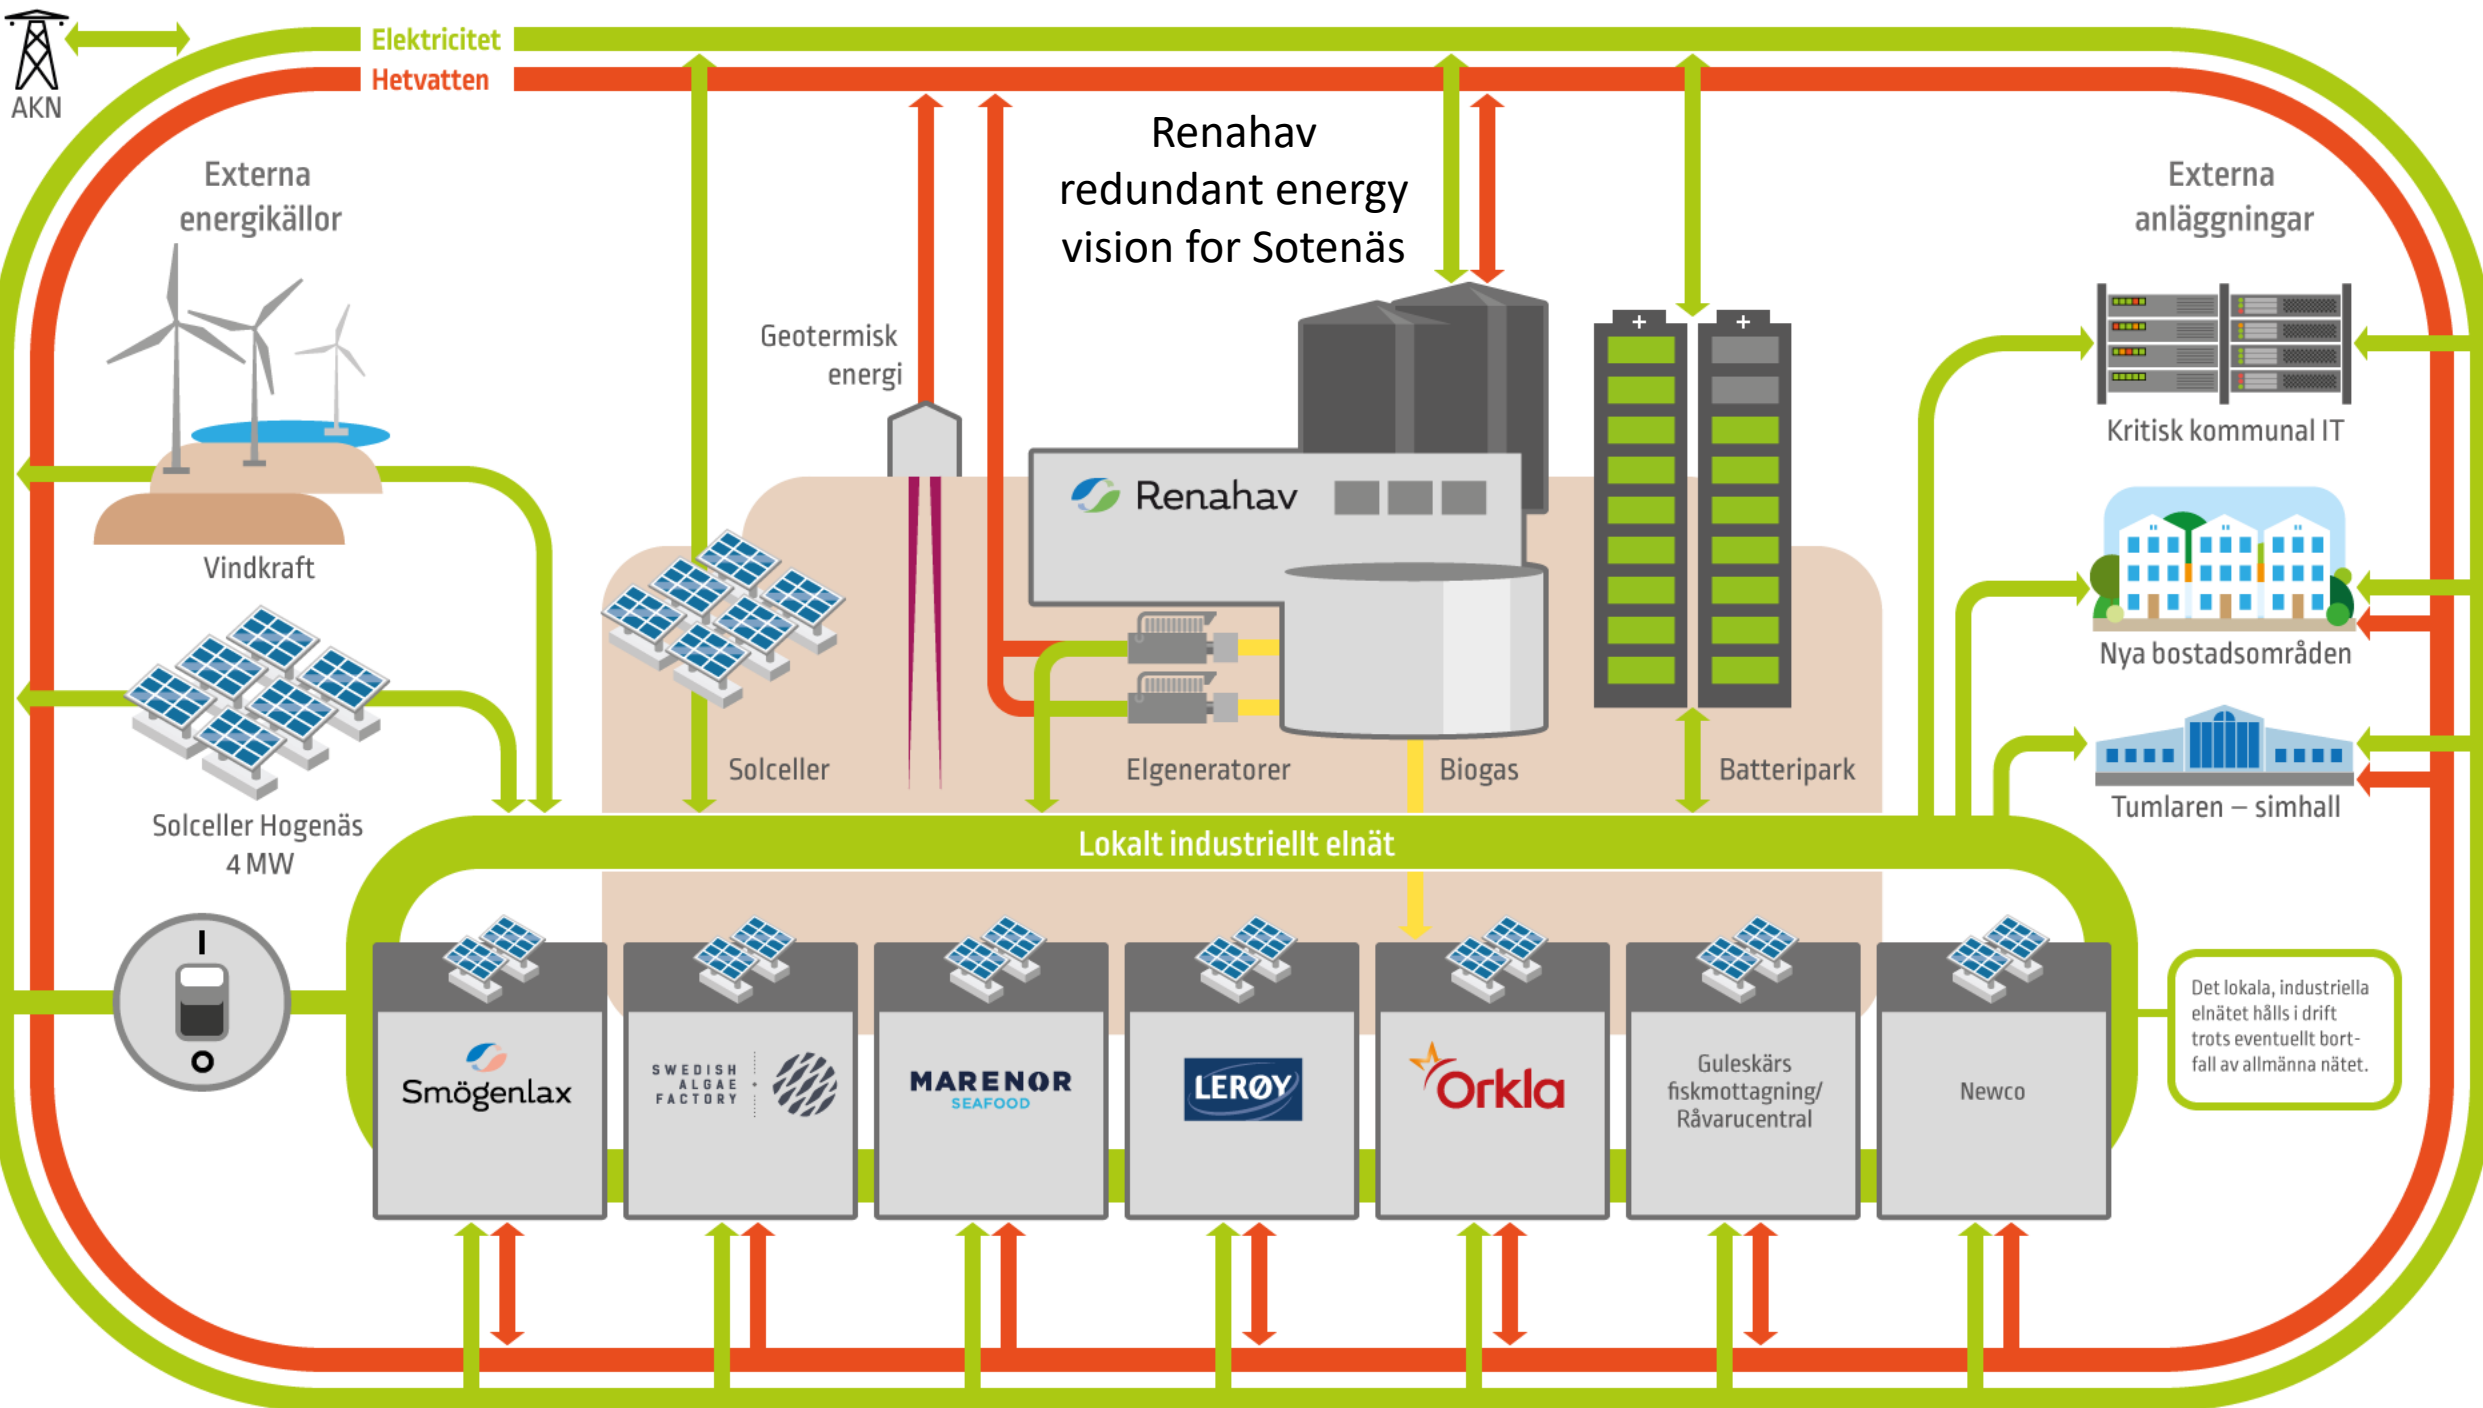 Elektricitet
Hetvatten
AKN
Renahav
redundant energy
vision for Sotenäs
Externa
energikällor
Externa
anläggningar
Geotermisk
energi
Kritisk kommunal IT
Renahav
Vindkraft
Nya bostadsområden
Solceller
Elgeneratorer
Biogas
Batteripark
Tumlaren – simhall
Solceller Hogenäs
4 MW
Lokalt industriellt elnät
Smögenlax
SWEDISH
ALGAE
FACTORY
MARENOR
SEAFOOD
LERØY
Orkla
Guleskärs
fiskmottagning/
Råvarucentral
Newco
Det lokala, industriella
elnätet hålls i drift
trots eventuellt bort-
fall av allmänna nätet.